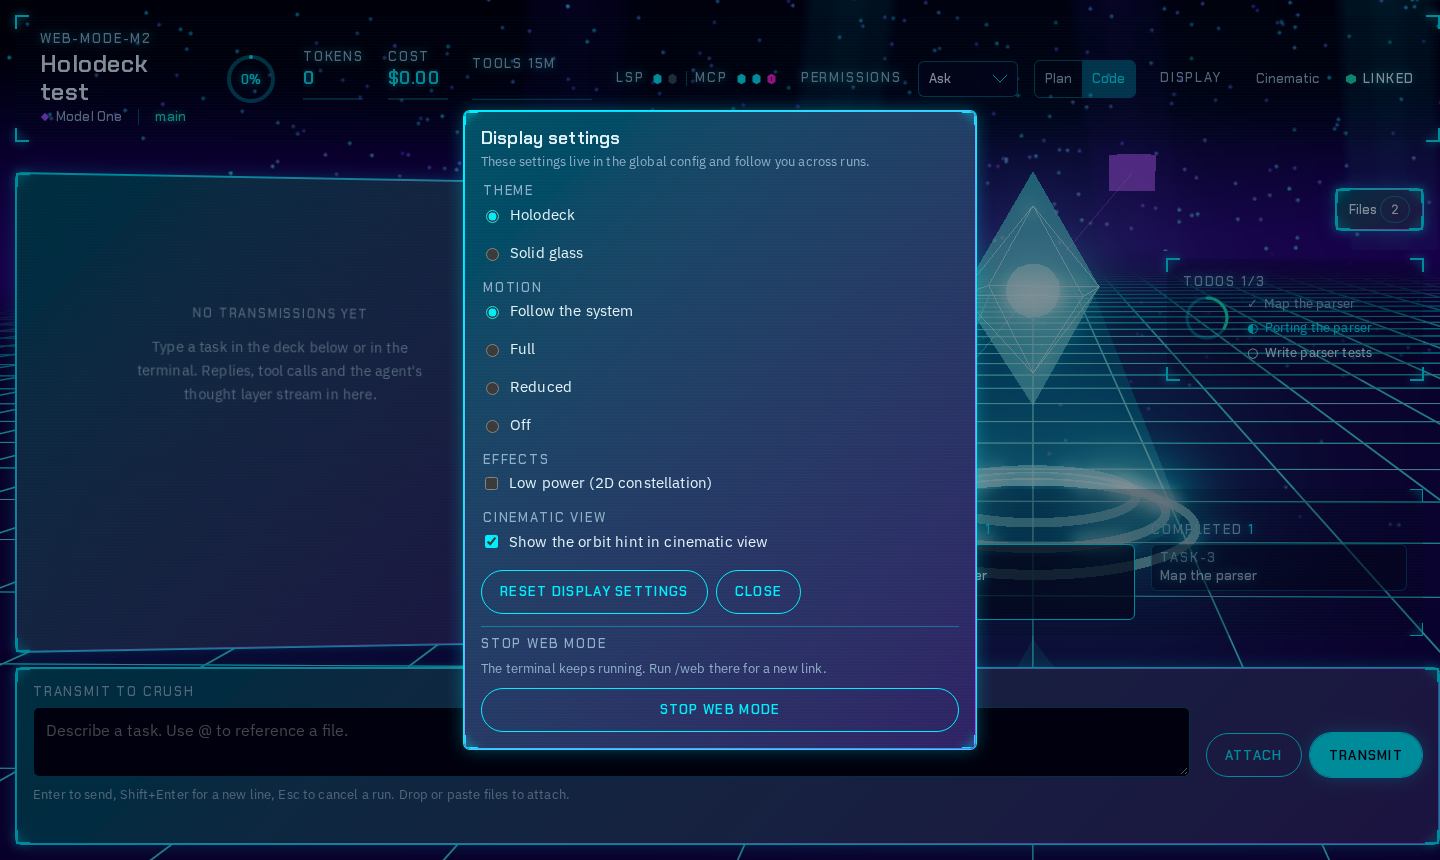 WEB-MODE-M2
Holodeck
test
Model One
main
0%
TOKENS
0
COST
$0.00
TOOLS 15M
LSP
MCP
PERMISSIONS
Ask
Plan
Code
DISPLAY
Cinematic
LINKED
NO TRANSMISSIONS YET
Type a task in the deck below or in the
terminal. Replies, tool calls and the agent's
thought layer stream in here.
Display settings
These settings live in the global config and follow you across runs.
THEME
Holodeck
Solid glass
MOTION
Follow the system
Full
Reduced
Off
EFFECTS
Low power (2D constellation)
CINEMATIC VIEW
Show the orbit hint in cinematic view
RESET DISPLAY SETTINGS
CLOSE
STOP WEB MODE
The terminal keeps running. Run /web there for a new link.
STOP WEB MODE
Files 2
TODOS 1/3
✓ Map the parser
Porting the parser
Write parser tests
1
er
COMPLETED 1
TASK-3
Map the parser
TRANSMIT TO CRUSH
Describe a task. Use @ to reference a file.
ATTACH
TRANSMIT
Enter to send, Shift+Enter for a new line, Esc to cancel a run. Drop or paste files to attach.